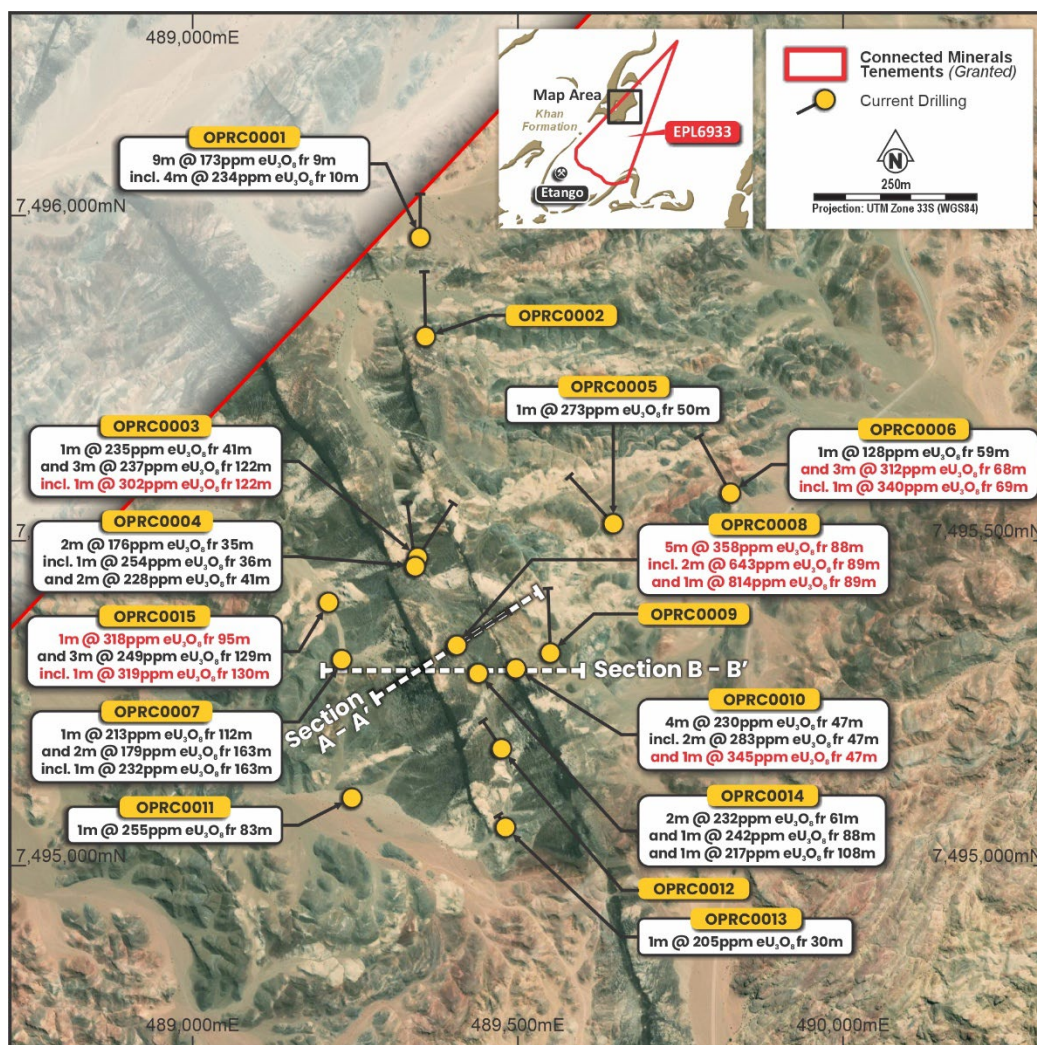 489,000mE
Map Area
Khan
Formation
EPL6933
Etango
Connected Minerals
Tenements (Granted)
Current Drilling
N
250m
Projection: UTM Zone 33S (WGS84)
OPRC0001
9m @ 173ppm eU₃O₈ fr 9m
incl. 4m @ 234ppm eU₃O₈ fr 10m
7,496,000mN
OPRC0002
OPRC0005
1m @ 273ppm eU₃O₈ fr 50m
OPRC0003
1m @ 235ppm eU₃O₈ fr 41m
and 3m @ 237ppm eU₃O₈ fr 122m
incl. 1m @ 302ppm eU₃O₈ fr 122m
OPRC0006
1m @ 128ppm eU₃O₈ fr 59m
and 3m @ 312ppm eU₃O₈ fr 68m
incl. 1m @ 340ppm eU₃O₈ fr 69m
OPRC0004
2m @ 176ppm eU₃O₈ fr 35m
incl. 1m @ 254ppm eU₃O₈ fr 36m
and 2m @ 228ppm eU₃O₈ fr 41m
OPRC0008
5m @ 358ppm eU₃O₈ fr 88m
incl. 2m @ 643ppm eU₃O₈ fr 89m
and 1m @ 814ppm eU₃O₈ fr 89m
7,495,500mN
OPRC0015
1m @ 318ppm eU₃O₈ fr 95m
and 3m @ 249ppm eU₃O₈ fr 129m
incl. 1m @ 319ppm eU₃O₈ fr 130m
OPRC0009
Section B - B'
Section
A - A'
OPRC0007
1m @ 213ppm eU₃O₈ fr 112m
and 2m @ 179ppm eU₃O₈ fr 163m
incl. 1m @ 232ppm eU₃O₈ fr 163m
OPRC0010
4m @ 230ppm eU₃O₈ fr 47m
incl. 2m @ 283ppm eU₃O₈ fr 47m
and 1m @ 345ppm eU₃O₈ fr 47m
OPRC0011
1m @ 255ppm eU₃O₈ fr 83m
OPRC0014
2m @ 232ppm eU₃O₈ fr 61m
and 1m @ 242ppm eU₃O₈ fr 88m
and 1m @ 217ppm eU₃O₈ fr 108m
7,495,000mN
7,495,000mN
OPRC0012
OPRC0013
1m @ 205ppm eU₃O₈ fr 30m
489,000mE
489,500mE
490,000mE